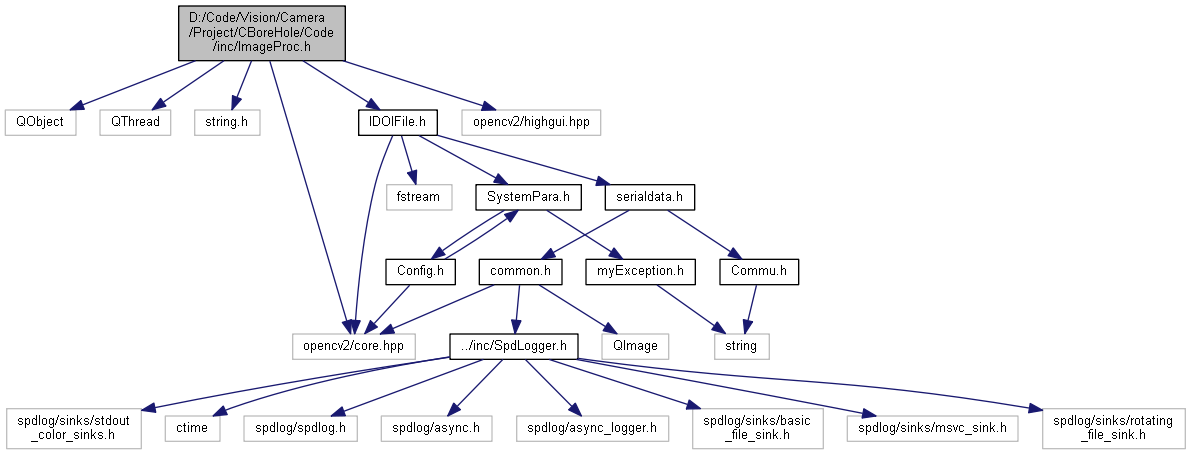 D:/Code/Vision/Camera
/Project/CBoreHole/Code
/inc/ImageProc.h
QObject
QThread
string.h
IDOIFile.h
opencv2/highgui.hpp
fstream
SystemPara.h
serialdata.h
Config.h
common.h
myException.h
Commu.h
opencv2/core.hpp
../inc/SpdLogger.h
QImage
string
spdlog/sinks/stdout
_color_sinks.h
ctime
spdlog/spdlog.h
spdlog/async.h
spdlog/async_logger.h
spdlog/sinks/basic
_file_sink.h
spdlog/sinks/msvc_sink.h
spdlog/sinks/rotating
_file_sink.h